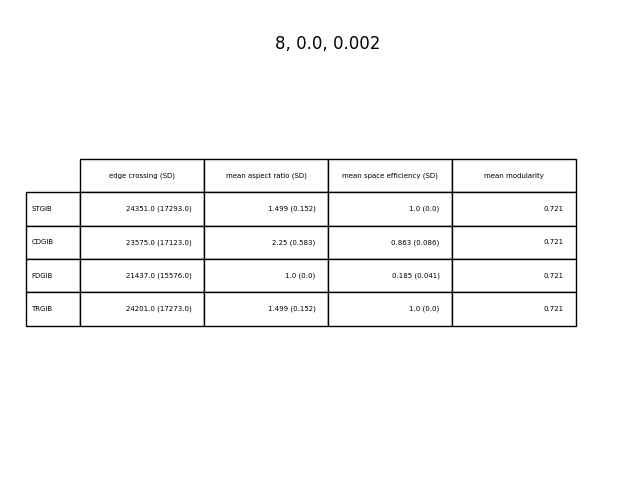 8, 0.0, 0.002
edge crossing (SD) mean aspect ratio (SD) mean space efficiency (SD) mean modularity
STGIB 24351.0 (17293.0) 1.499 (0.152) 1.0 (0.0) 0.721
CDGIB 23575.0 (17123.0) 2.25 (0.583) 0.863 (0.086) 0.721
FDGIB 21437.0 (15576.0) 1.0 (0.0) 0.185 (0.041) 0.721
TRGIB 24201.0 (17273.0) 1.499 (0.152) 1.0 (0.0) 0.721